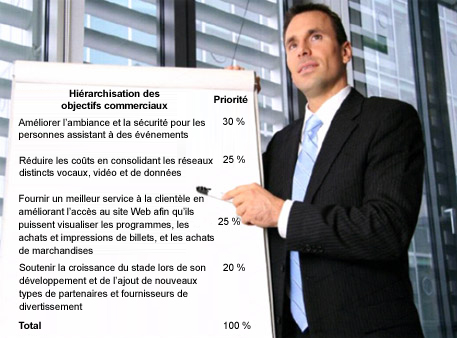 Hiérarchisation des
objectifs commerciaux
Priorité
Améliorer l'ambiance et la sécurité pour les
personnes assistant à des événements
30 %
Réduire les coûts en consolidant les réseaux
distincts vocaux, vidéo et de données
25 %
Fournir un meilleur service à la clientèle en
améliorant l'accès au site Web afin qu'ils
puissent visualiser les programmes, les
achats et impressions de billets, et les achats
de marchandises
25 %
Soutenir la croissance du stade lors de son
développement et de l'ajout de nouveaux
types de partenaires et fournisseurs de
divertissement
20 %
Total
100 %